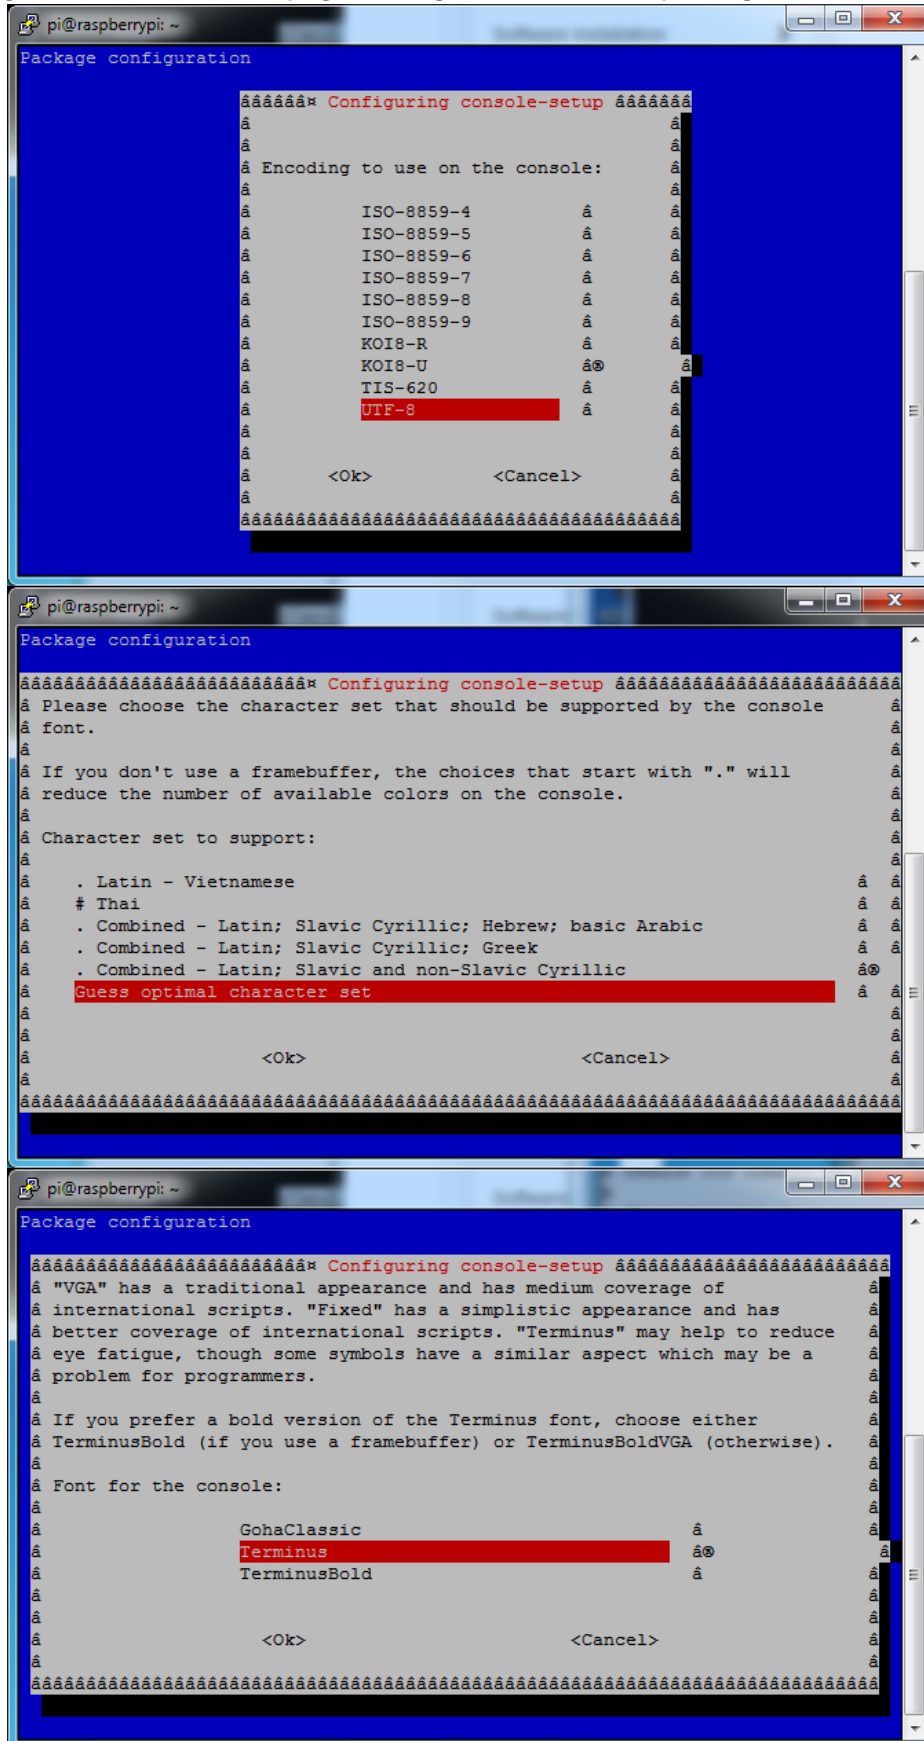 pi@raspberrypi: ~
Package configuration
ââââââ¤ Configuring console-setup âââââââ
â â
â â
â Encoding to use on the console: â
â â
â ISO-8859-4 â â
â ISO-8859-5 â â
â ISO-8859-6 â â
â ISO-8859-7 â â
â ISO-8859-8 â â
â ISO-8859-9 â â
â KOI8-R â â
â KOI8-U â® â
â TIS-620 â â
â UTF-8 â â
â â
â â
â <Ok> <Cancel> â
â â
ââââââââââââââââââââââââââââââââââââââââ
pi@raspberrypi: ~
Package configuration
ââââââââââââââââââââââââââ¤ Configuring console-setup ââââââââââââââââââââââââââ
â Please choose the character set that should be supported by the console â
â font. â
â â
â If you don't use a framebuffer, the choices that start with "." will â
â reduce the number of available colors on the console. â
â â
â Character set to support: â
â â
â . Latin - Vietnamese â â
â # Thai â â
â . Combined - Latin; Slavic Cyrillic; Hebrew; basic Arabic â â
â . Combined - Latin; Slavic Cyrillic; Greek â â
â . Combined - Latin; Slavic and non-Slavic Cyrillic â®
â Guess optimal character set â â
â â
â â
â <Ok> <Cancel> â
â â
ââââââââââââââââââââââââââââââââââââââââââââââââââââââââââââââââââââââââââââââââ
pi@raspberrypi: ~
Package configuration
âââââââââââââââââââââââââ¤ Configuring console-setup âââââââââââââââââââââââââ
â "VGA" has a traditional appearance and has medium coverage of â
â international scripts. "Fixed" has a simplistic appearance and has â
â better coverage of international scripts. "Terminus" may help to reduce â
â eye fatigue, though some symbols have a similar aspect which may be a â
â problem for programmers. â
â â
â If you prefer a bold version of the Terminus font, choose either â
â TerminusBold (if you use a framebuffer) or TerminusBoldVGA (otherwise). â
â â
â Font for the console: â
â â
â GohaClassic â â
â Terminus â® â
â TerminusBold â â
â â
â â
â <Ok> <Cancel> â
â â
âââââââââââââââââââââââââââââââââââââââââââââââââââââââââââââââââââââââââââââ